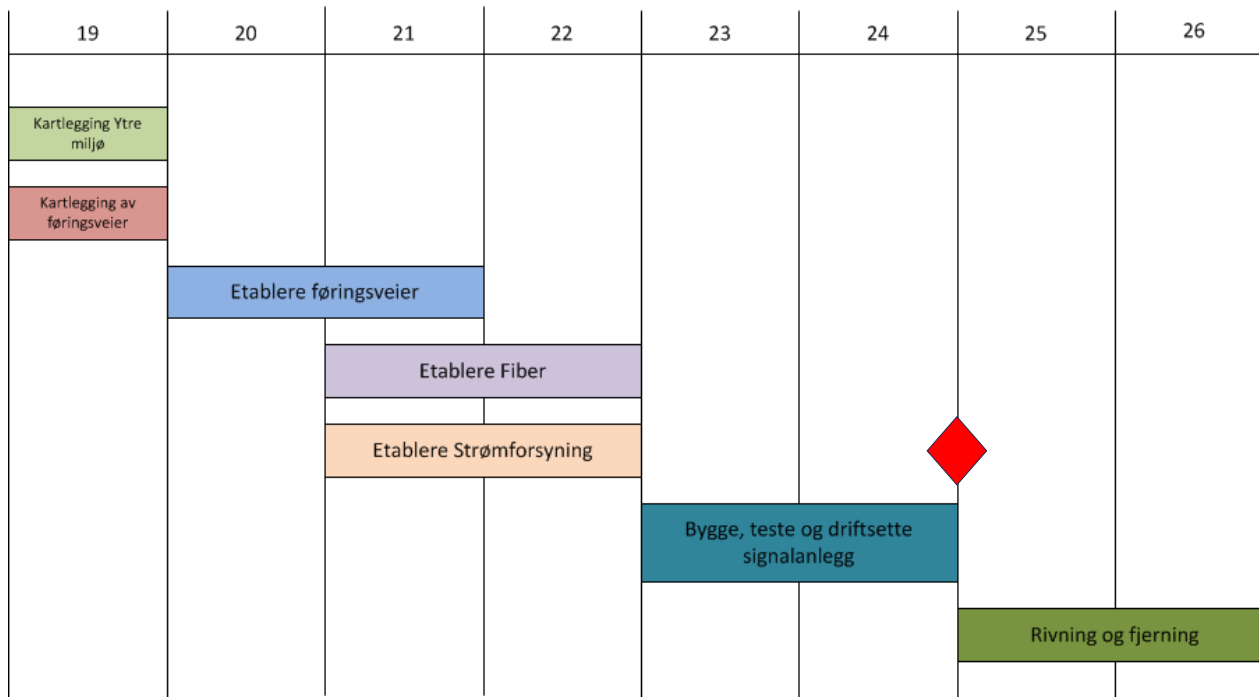 19 20 21 22 23 24 25 26
Kartlegging Ytre
miljø
Kartlegging av
føringsveier
Etablere føringsveier
Etablere Fiber
Etablere Strømforsyning
Bygge, teste og driftsette
signalanlegg
Rivning og fjerning